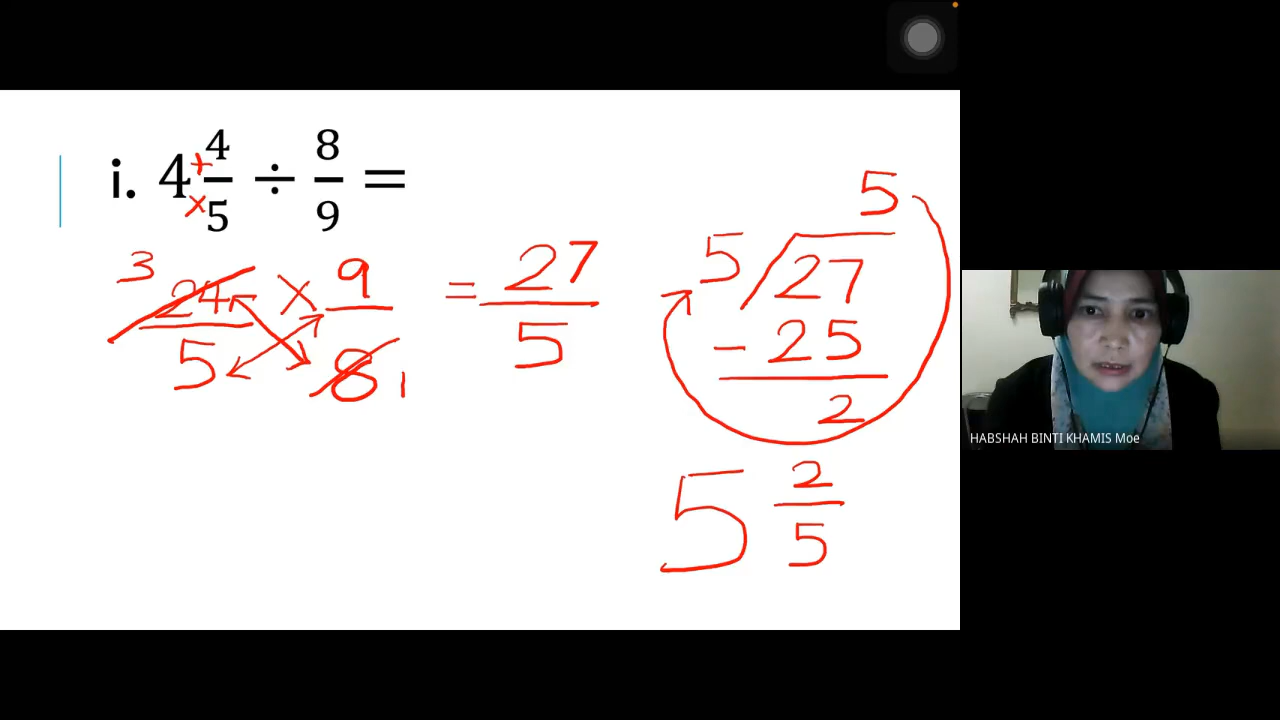 i. 4 4/5 ÷ 8/9 =
+
×
3 24/5 × 9/8 1 = 27/5
5
5 27
- 25
2
5 2/5
HABSHAH BINTI KHAMIS Moe